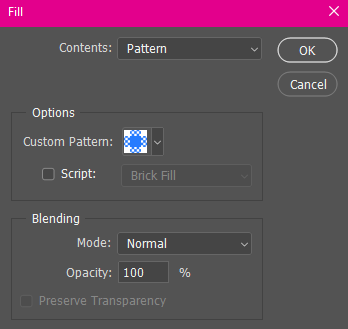 Fill
Contents: Pattern
OK
Cancel
Options
Custom Pattern:
Script: Brick Fill
Blending
Mode: Normal
Opacity: 100 %
Preserve Transparency